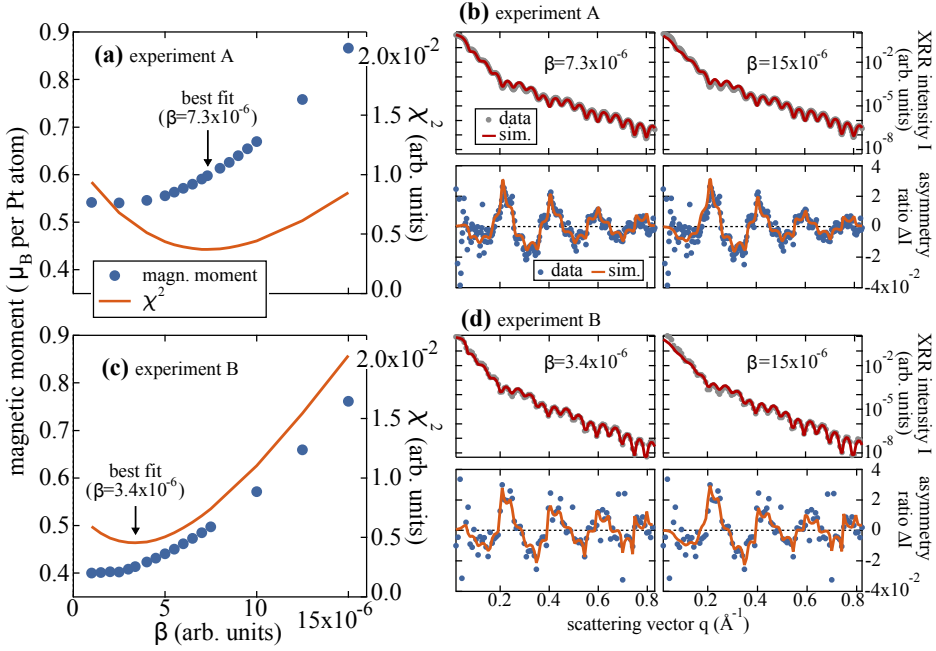 (a) experiment A
best fit
(β=7.3x10⁻⁶)
magn. moment
χ²
0.9
0.8
0.7
0.6
0.5
0.4
2.0x10⁻²
1.5
1.0
0.5
0.0
χ² (arb. units)
magnetic moment ( μB per Pt atom)
(c) experiment B
best fit
(β=3.4x10⁻⁶)
0.9
0.8
0.7
0.6
0.5
0.4
2.0x10⁻²
1.5
1.0
0.5
0.0
χ² (arb. units)
0
5
10
15x10⁻⁶
β (arb. units)
(b) experiment A
β=7.3x10⁻⁶
β=15x10⁻⁶
data
sim.
10⁻²
10⁻⁵
10⁻⁸
XRR intensity I
(arb. units)
data
sim.
4
2
0
-2
-4x10⁻²
asymmetry
ratio ΔI
(d) experiment B
β=3.4x10⁻⁶
β=15x10⁻⁶
10⁻²
10⁻⁵
10⁻⁸
XRR intensity I
(arb. units)
4
2
0
-2
-4x10⁻²
asymmetry
ratio ΔI
0.2
0.4
0.6
0.8
0.2
0.4
0.6
0.8
scattering vector q (Å⁻¹)